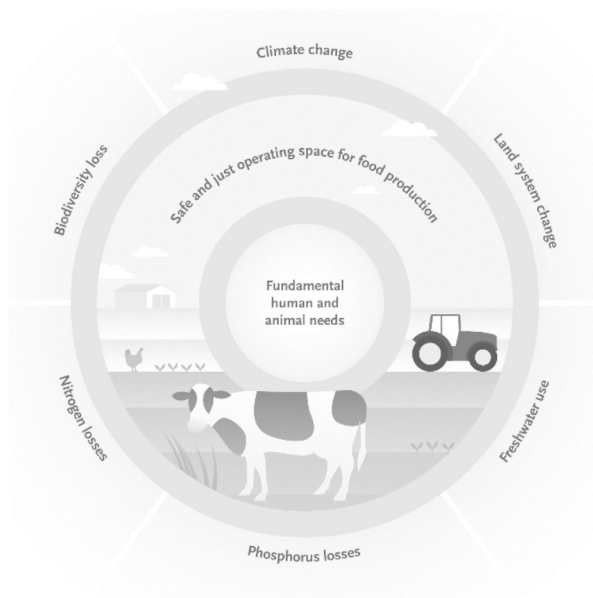 Climate change
Biodiversity loss
Land system change
Safe and just operating space for food production
Fundamental
human and
animal needs
Nitrogen losses
Freshwater use
Phosphorus losses